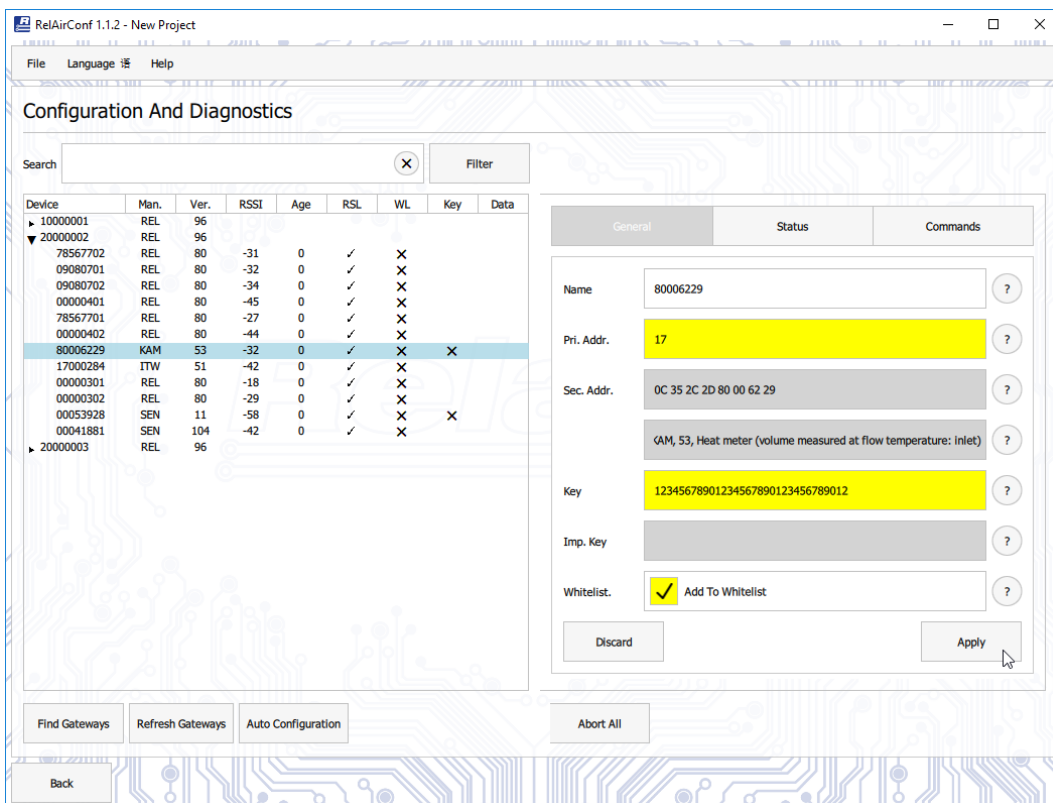 RelAirConf 1.1.2 - New Project
File Language 语 Help
Configuration And Diagnostics
Search Filter
Device Man. Ver. RSSI Age RSL WL Key Data
10000001 REL 96
20000002 REL 96
78567702 REL 80 -31 0 ✓ ✕
09080701 REL 80 -32 0 ✓ ✕
09080702 REL 80 -34 0 ✓ ✕
00000401 REL 80 -45 0 ✓ ✕
78567701 REL 80 -27 0 ✓ ✕
00000402 REL 80 -44 0 ✓ ✕
80006229 KAM 53 -32 0 ✓ ✕ ✕
17000284 ITW 51 -42 0 ✓ ✕
00000301 REL 80 -18 0 ✓ ✕
00000302 REL 80 -29 0 ✓ ✕
00053928 SEN 11 -58 0 ✓ ✕ ✕
00041881 SEN 104 -42 0 ✓ ✕
20000003 REL 96
General Status Commands
Name 80006229 ?
Pri. Addr. 17 ?
Sec. Addr. 0C 35 2C 2D 80 00 62 29 ?
KAM, 53, Heat meter (volume measured at flow temperature: inlet) ?
Key 12345678901234567890123456789012 ?
Imp. Key ?
Whitelist. ✓ Add To Whitelist ?
Discard Apply
Find Gateways Refresh Gateways Auto Configuration Abort All
Back